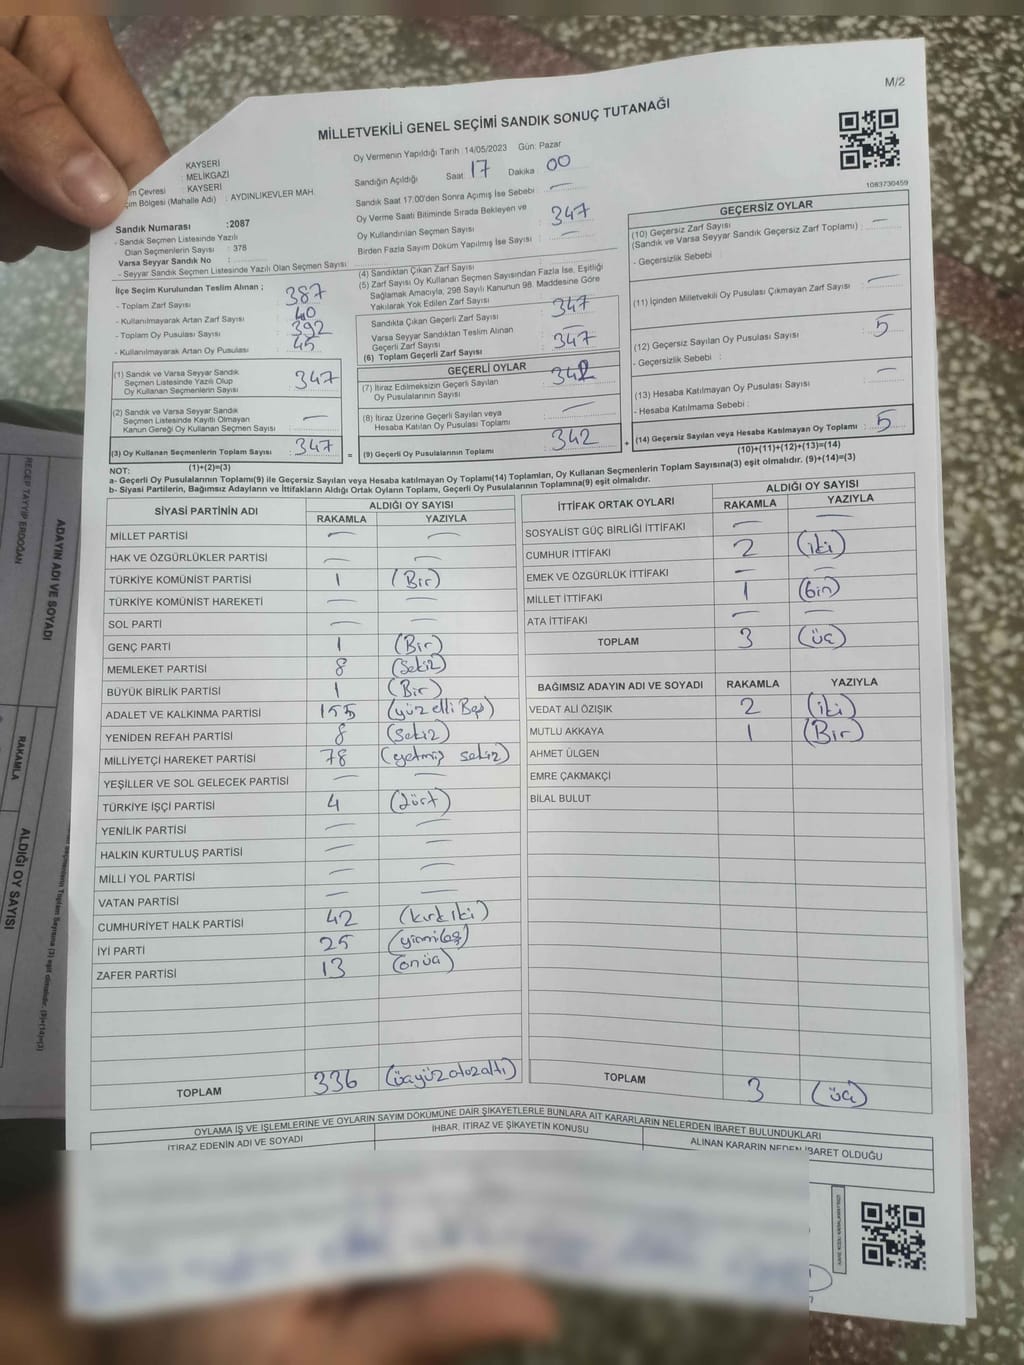 M/2
MİLLETVEKİLİ GENEL SEÇİMİ SANDIK SONUÇ TUTANAĞI
KAYSERİ
: MELİKGAZİ
Çevresi : KAYSERİ
Bölgesi (Mahalle Adı) : AYDINLIKEVLER MAH.
Sandık Numarası :2087
- Sandık Seçmen Listesinde Yazılı
Olan Seçmenlerin Sayısı : 378
Varsa Seyyar Sandık No :
- Seyyar Sandık Seçmen Listesinde Yazılı Olan Seçmen Sayısı :
Oy Vermenin Yapıldığı Tarih :14/05/2023 Gün: Pazar
Sandığın Açıldığı Saat : 17 Dakika : 00
Sandık Saat 17.00'den Sonra Açılmış İse Sebebi : —
Oy Verme Saati Bitiminde Sırada Bekleyen ve
Oy Kullandırılan Seçmen Sayısı : 347
Birden Fazla Sayım Döküm Yapılmış İse Sayısı : —
1083730459
İlçe Seçim Kurulundan Teslim Alınan ;
- Toplam Zarf Sayısı : 387
- Kullanılmayarak Artan Zarf Sayısı : 40
- Toplam Oy Pusulası Sayısı : 392
- Kullanılmayarak Artan Oy Pusulası : 45
(1) Sandık ve Varsa Seyyar Sandık
Seçmen Listesinde Yazılı Olup
Oy Kullanan Seçmenlerin Sayısı : 347
(2) Sandık ve Varsa Seyyar Sandık
Seçmen Listesinde Kayıtlı Olmayan
Kanun Gereği Oy Kullanan Seçmen Sayısı : —
(3) Oy Kullanan Seçmenlerin Toplam Sayısı : 347
(1)+(2)=(3)
(4) Sandıktan Çıkan Zarf Sayısı
(5) Zarf Sayısı Oy Kullanan Seçmen Sayısından Fazla İse, Eşitliği
Sağlamak Amacıyla, 298 Sayılı Kanunun 98. Maddesine Göre
Yakılarak Yok Edilen Zarf Sayısı :
Sandıkta Çıkan Geçerli Zarf Sayısı : 347
Varsa Seyyar Sandıktan Teslim Alınan
Geçerli Zarf Sayısı : —
(6) Toplam Geçerli Zarf Sayısı : 347
GEÇERLİ OYLAR
(7) İtiraz Edilmeksizin Geçerli Sayılan
Oy Pusulalarının Sayısı : 342
(8) İtiraz Üzerine Geçerli Sayılan veya
Hesaba Katılan Oy Pusulası Toplamı : —
= (9) Geçerli Oy Pusulalarının Toplamı : 342
GEÇERSİZ OYLAR
(10) Geçersiz Zarf Sayısı
(Sandık ve Varsa Seyyar Sandık Geçersiz Zarf Toplamı) : —
- Geçersizlik Sebebi :
(11) İçinden Milletvekili Oy Pusulası Çıkmayan Zarf Sayısı : —
(12) Geçersiz Sayılan Oy Pusulası Sayısı : 5
- Geçersizlik Sebebi :
(13) Hesaba Katılmayan Oy Pusulası Sayısı : —
- Hesaba Katılmama Sebebi :
+ (14) Geçersiz Sayılan veya Hesaba Katılmayan Oy Toplamı : 5
(10)+(11)+(12)+(13)=(14)
NOT:
a- Geçerli Oy Pusulalarının Toplamı(9) ile Geçersiz Sayılan veya Hesaba katılmayan Oy Toplamı(14) Toplamları, Oy Kullanan Seçmenlerin Toplam Sayısına(3) eşit olmalıdır. (9)+(14)=(3)
b- Siyasi Partilerin, Bağımsız Adayların ve İttifakların Aldığı Ortak Oyların Toplamı, Geçerli Oy Pusulalarının Toplamına(9) eşit olmalıdır.
SİYASİ PARTİNİN ADI ALDIĞI OY SAYISI
RAKAMLA YAZIYLA
MİLLET PARTİSİ — —
HAK VE ÖZGÜRLÜKLER PARTİSİ — —
TÜRKİYE KOMÜNİST PARTİSİ 1 (Bir)
TÜRKİYE KOMÜNİST HAREKETİ — —
SOL PARTİ — —
GENÇ PARTİ 1 (Bir)
MEMLEKET PARTİSİ 8 (Sekiz)
BÜYÜK BİRLİK PARTİSİ 1 (Bir)
ADALET VE KALKINMA PARTİSİ 155 (yüz elli Beş)
YENİDEN REFAH PARTİSİ 8 (Sekiz)
MİLLİYETÇİ HAREKET PARTİSİ 78 (yetmiş sekiz)
YEŞİLLER VE SOL GELECEK PARTİSİ — —
TÜRKİYE İŞÇİ PARTİSİ 4 (dört)
YENİLİK PARTİSİ — —
HALKIN KURTULUŞ PARTİSİ — —
MİLLİ YOL PARTİSİ — —
VATAN PARTİSİ — —
CUMHURİYET HALK PARTİSİ 42 (kırk iki)
İYİ PARTİ 25 (yirmibeş)
ZAFER PARTİSİ 13 (onüç)
TOPLAM 336 (üçyüz otuz altı)
İTTİFAK ORTAK OYLARI ALDIĞI OY SAYISI
RAKAMLA YAZIYLA
SOSYALİST GÜÇ BİRLİĞİ İTTİFAKI — —
CUMHUR İTTİFAKI 2 (iki)
EMEK VE ÖZGÜRLÜK İTTİFAKI — —
MİLLET İTTİFAKI 1 (bir)
ATA İTTİFAKI — —
TOPLAM 3 (üç)
BAĞIMSIZ ADAYIN ADI VE SOYADI RAKAMLA YAZIYLA
VEDAT ALİ ÖZIŞIK 2 (iki)
MUTLU AKKAYA 1 (Bir)
AHMET ÜLGEN
EMRE ÇAKMAKÇİ
BİLAL BULUT
TOPLAM 3 (üç)
OYLAMA İŞ VE İŞLEMLERİNE VE OYLARIN SAYIM DÖKÜMÜNE DAİR ŞİKAYETLERLE BUNLARA AİT KARARLARIN NELERDEN İBARET BULUNDUKLARI
İTİRAZ EDENİN ADI VE SOYADI
İHBAR, İTİRAZ VE ŞİKAYETİN KONUSU
ALINAN KARARIN NEDEN İBARET OLDUĞU
RECEP TAYYİP ERDOĞAN
ADAYIN ADI VE SOYADI
RAKAMLA
ALDIĞI OY SAYISI